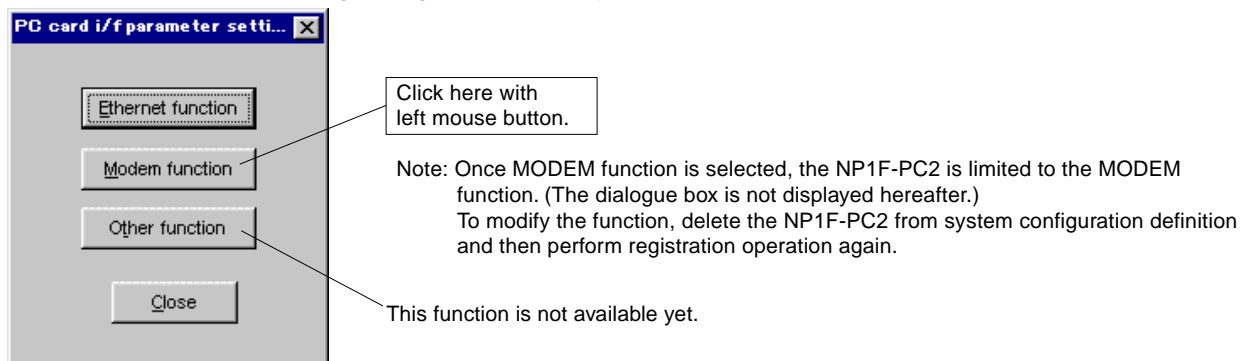 PC card i/f parameter setti...
Ethernet function
Modem function
Other function
Close
Click here with
left mouse button.
Note: Once MODEM function is selected, the NP1F-PC2 is limited to the MODEM
function. (The dialogue box is not displayed hereafter.)
To modify the function, delete the NP1F-PC2 from system configuration definition
and then perform registration operation again.
This function is not available yet.